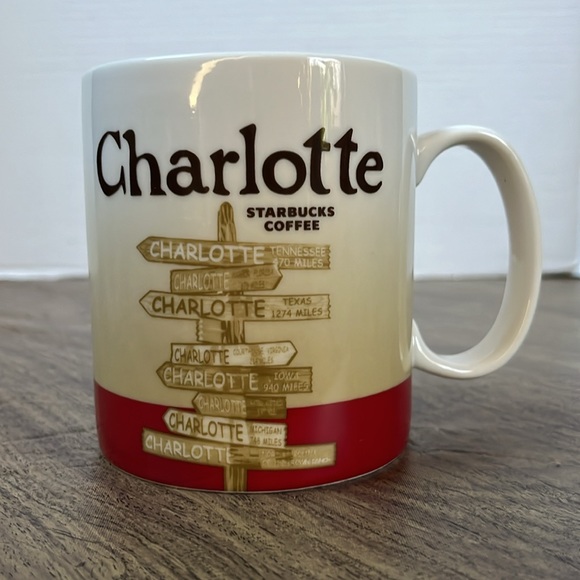 Charlotte
STARBUCKS
COFFEE
CHARLOTTE TENNESSEE
470 MILES
CHARLOTTE
CHARLOTTE TEXAS
1274 MILES
CHARLOTTE
CHARLOTTE IOWA
940 MILES
CHARLOTTE
CHARLOTTE MICHIGAN
MILES
CHARLOTTE